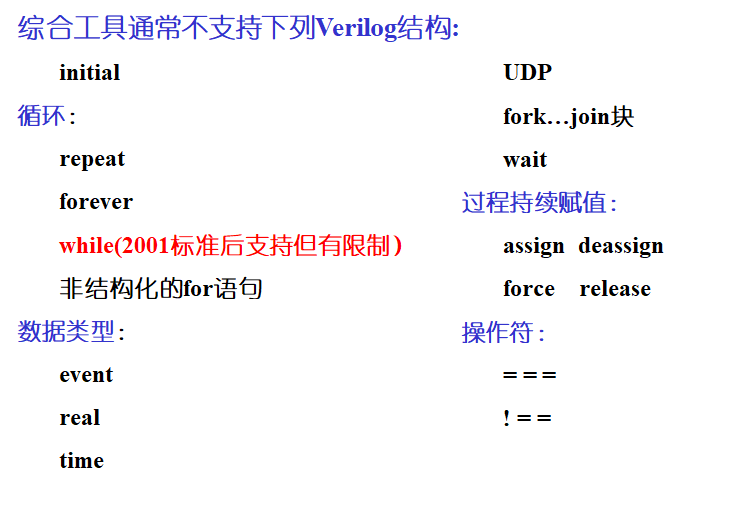 综合工具通常不支持下列Verilog结构:
initial
循环:
repeat
forever
while(2001标准后支持但有限制)
非结构化的for语句
数据类型:
event
real
time
UDP
fork…join块
wait
过程持续赋值:
assign deassign
force release
操作符:
= = =
! = =